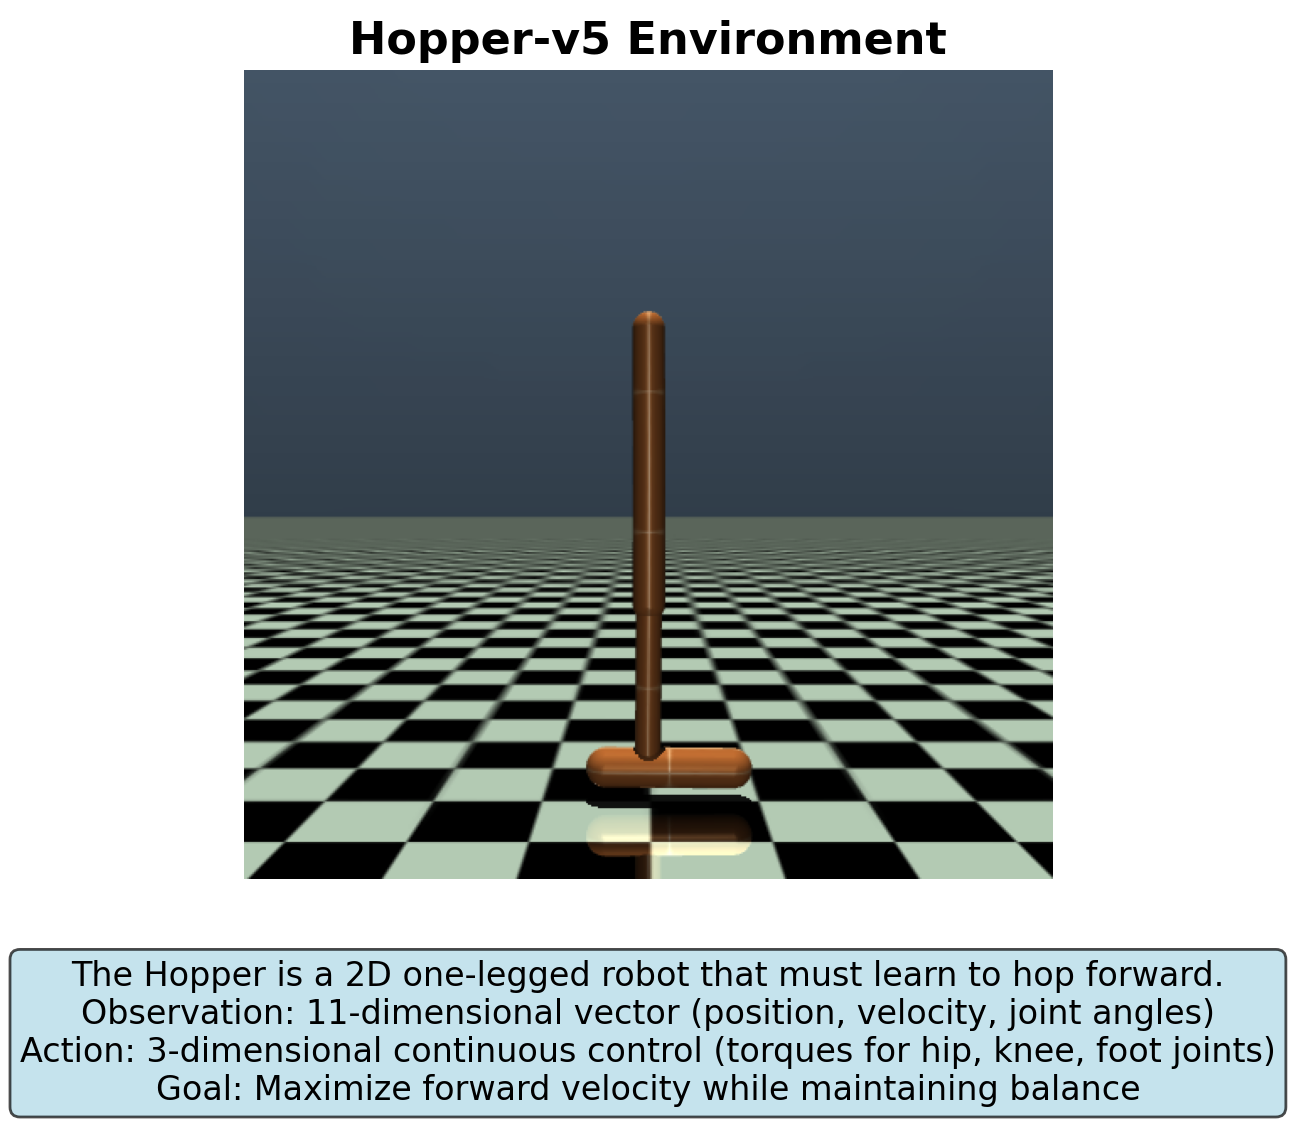 Hopper-v5 Environment
The Hopper is a 2D one-legged robot that must learn to hop forward.
Observation: 11-dimensional vector (position, velocity, joint angles)
Action: 3-dimensional continuous control (torques for hip, knee, foot joints)
Goal: Maximize forward velocity while maintaining balance